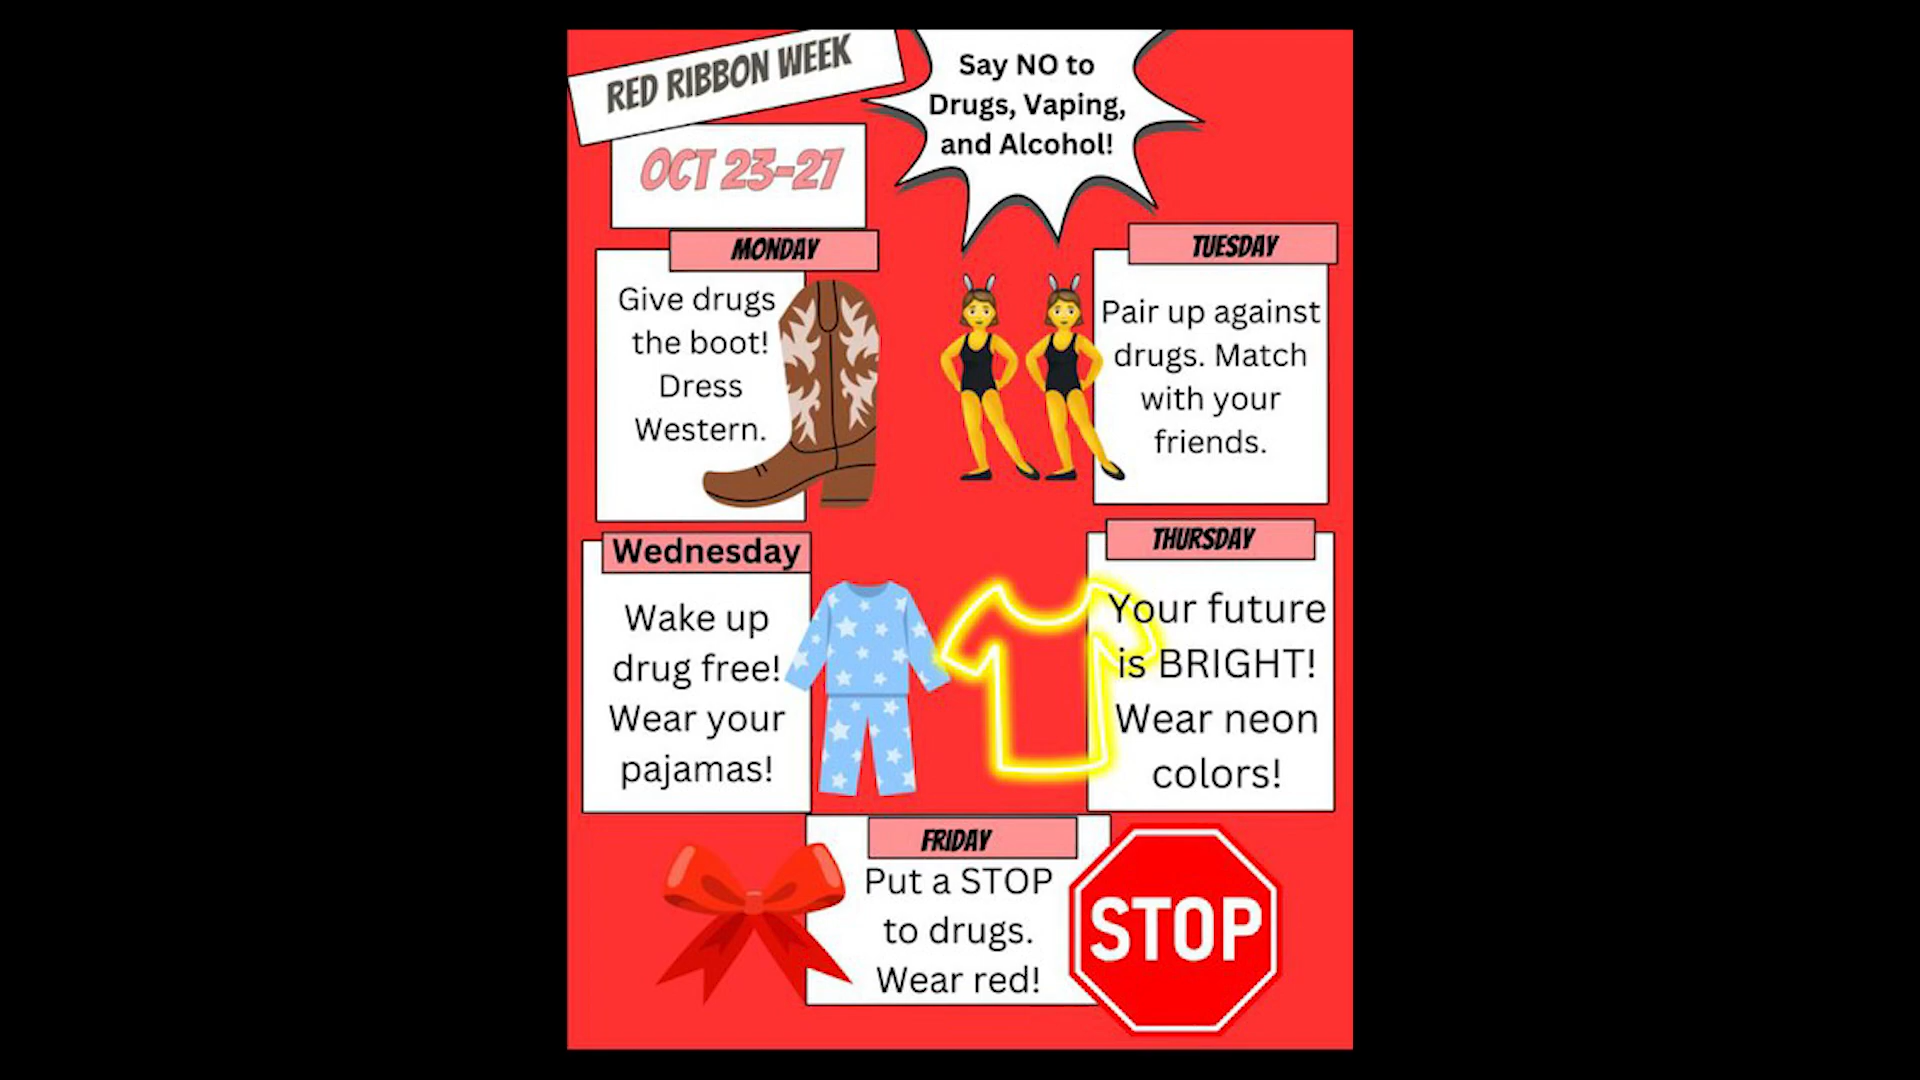 RED RIBBON WEEK
Say NO to
Drugs, Vaping,
and Alcohol!
OCT 23-27
MONDAY
Give drugs
the boot!
Dress
Western.
TUESDAY
Pair up against
drugs. Match
with your
friends.
Wednesday
Wake up
drug free!
Wear your
pajamas!
THURSDAY
Your future
is BRIGHT!
Wear neon
colors!
FRIDAY
Put a STOP
to drugs.
Wear red!
STOP